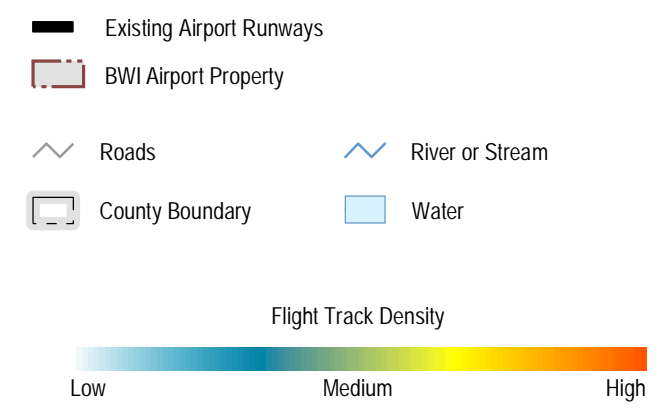 Existing Airport Runways
BWI Airport Property
Roads River or Stream
County Boundary Water
Flight Track Density
Low Medium High